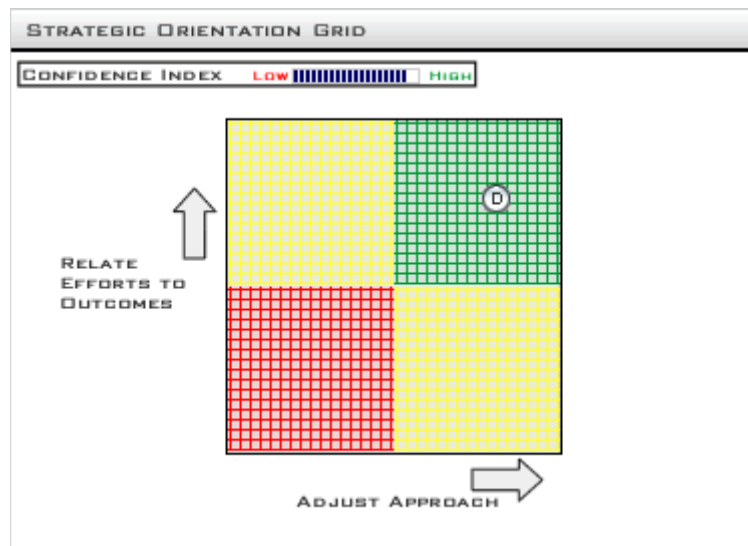 Strategic Orientation Grid
Confidence Index Low High
D
Relate
Efforts to
Outcomes
Adjust Approach